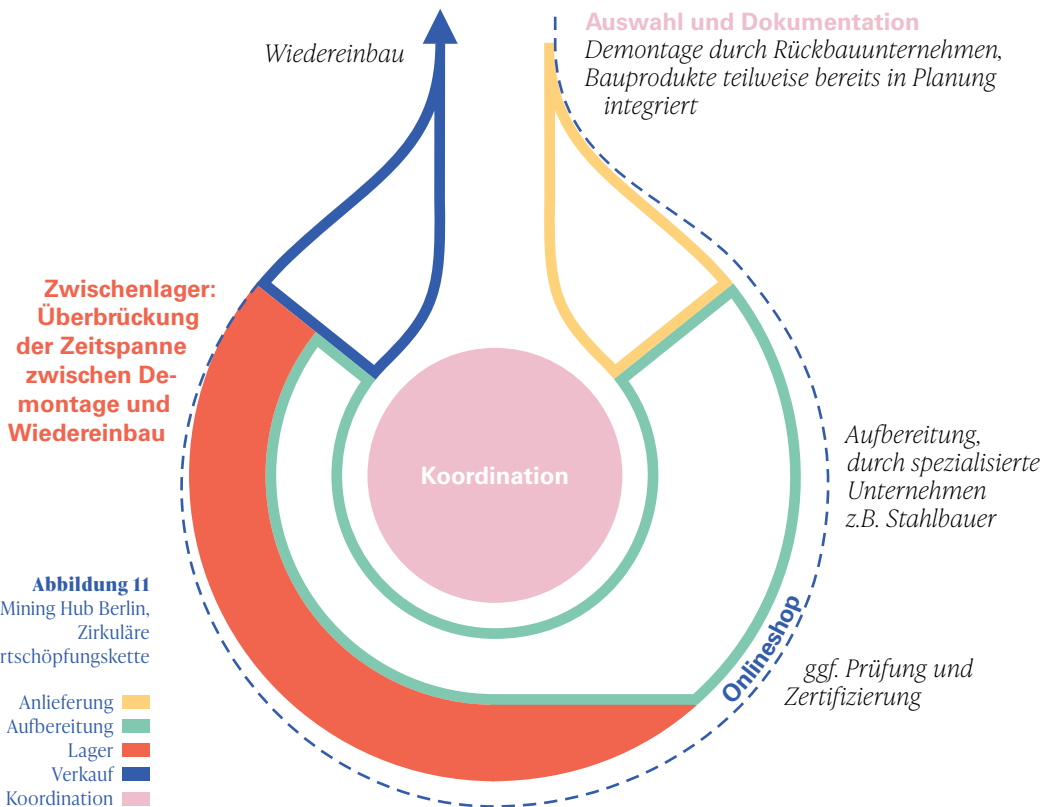 Wiedereinbau
Auswahl und Dokumentation
Demontage durch Rückbauunternehmen,
Bauprodukte teilweise bereits in Planung
integriert
Zwischenlager:
Überbrückung
der Zeitspanne
zwischen De-
montage und
Wiedereinbau
Koordination
Aufbereitung,
durch spezialisierte
Unternehmen
z.B. Stahlbauer
Onlineshop
ggf. Prüfung und
Zertifizierung
Abbildung 11
Mining Hub Berlin,
Zirkuläre
rtschöpfungskette
Anlieferung
Aufbereitung
Lager
Verkauf
Koordination